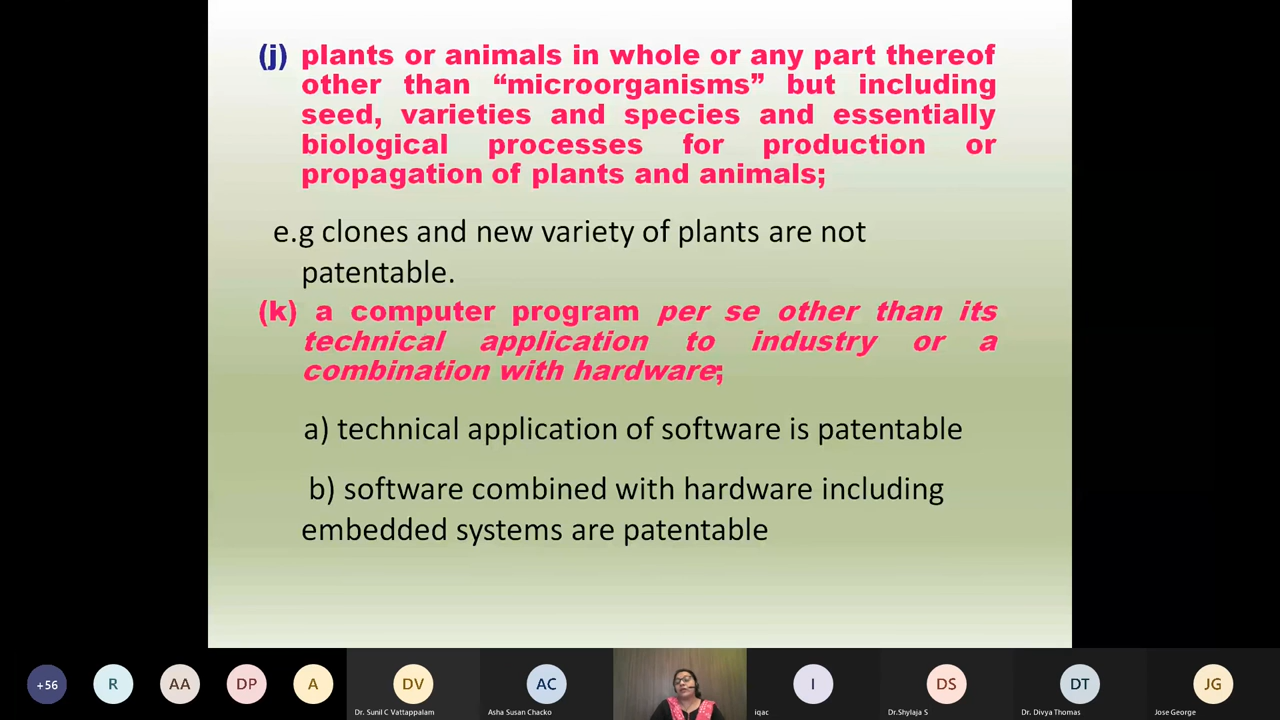 (j) plants or animals in whole or any part thereof
other than “microorganisms” but including
seed, varieties and species and essentially
biological processes for production or
propagation of plants and animals;
e.g clones and new variety of plants are not
patentable.
(k) a computer program per se other than its
technical application to industry or a
combination with hardware;
a) technical application of software is patentable
b) software combined with hardware including
embedded systems are patentable
+56
R
AA
DP
A
DV
AC
I
DS
DT
JG
Dr. Sunil C Vattappalam
Asha Susan Chacko
iqac
Dr.Shylaja S
Dr. Divya Thomas
Jose George